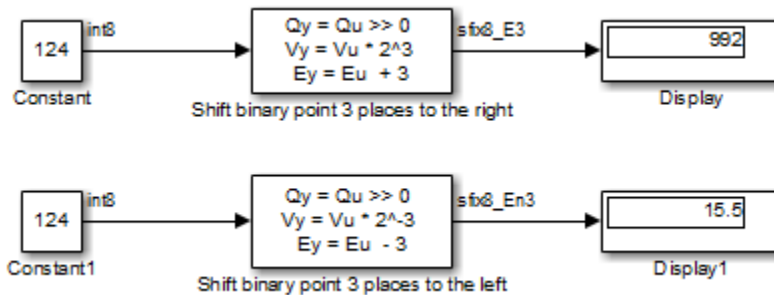 124
int8
Qy = Qu >> 0
Vy = Vu * 2^3
Ey = Eu + 3
sfix8_E3
992
Constant
Shift binary point 3 places to the right
Display
124
int8
Qy = Qu >> 0
Vy = Vu * 2^-3
Ey = Eu - 3
sfix8_En3
15.5
Constant1
Shift binary point 3 places to the left
Display1